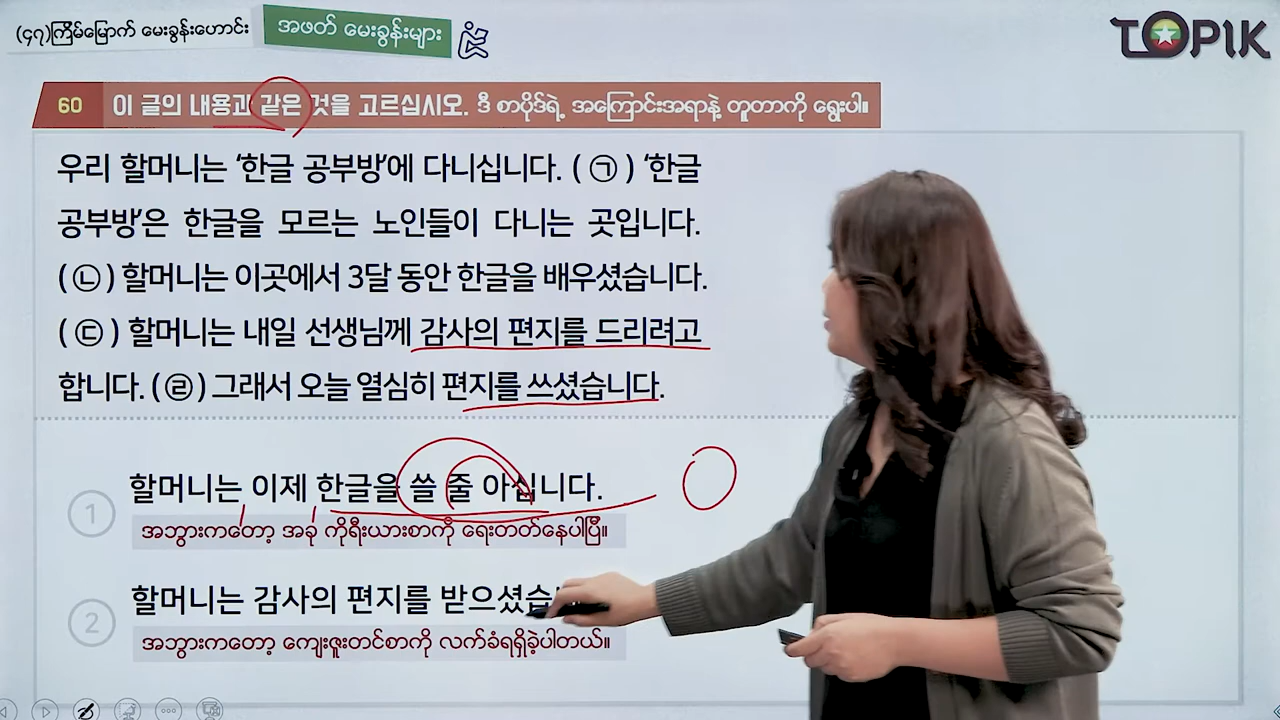 (၄၇)ကြိမ်မြောက် မေးခွန်းဟောင်း
အဖတ် မေးခွန်းများ
TOPIK
60 이 글의 내용과 같은 것을 고르십시오. ဒီ စာပိုဒ်ရဲ့ အကြောင်းအရာနဲ့ တူတာကို ရွေးပါ။
우리 할머니는 ‘한글 공부방’에 다니십니다. ( ㉠ ) ‘한글
공부방’은 한글을 모르는 노인들이 다니는 곳입니다.
( ㉡ ) 할머니는 이곳에서 3달 동안 한글을 배우셨습니다.
( ㉢ ) 할머니는 내일 선생님께 감사의 편지를 드리려고
합니다. ( ㉣ ) 그래서 오늘 열심히 편지를 쓰셨습니다.
1 할머니는 이제 한글을 쓸 줄 아십니다.
အဘွားကတော့ အခု ကိုရီးယားစာကို ရေးတတ်နေပါပြီ။
2 할머니는 감사의 편지를
အဘွားကတော့ ကျေးဇူးတင်စာကို လက်ခံရရှိခဲ့ပါတယ်။